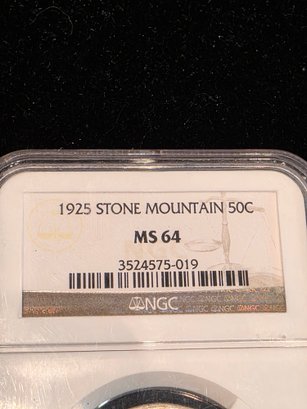 1925 STONE MOUNTAIN 50C
MS 64
3524575-019
NGC